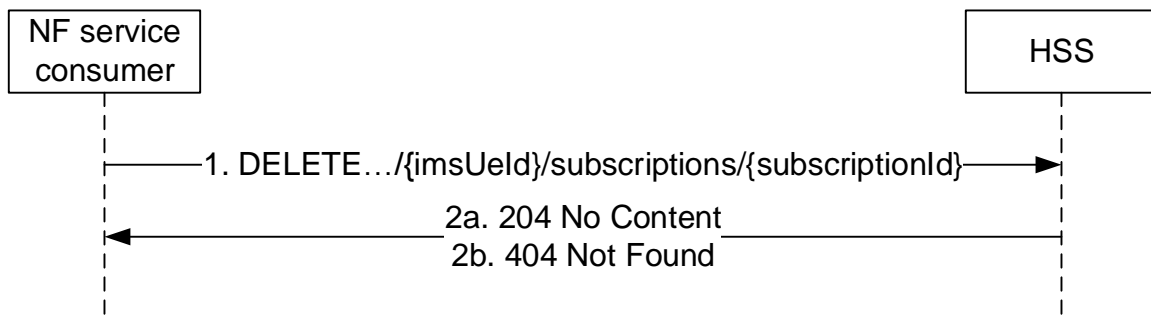 NF service
consumer
HSS
1. DELETE…/{imsUeId}/subscriptions/{subscriptionId}
2a. 204 No Content
2b. 404 Not Found